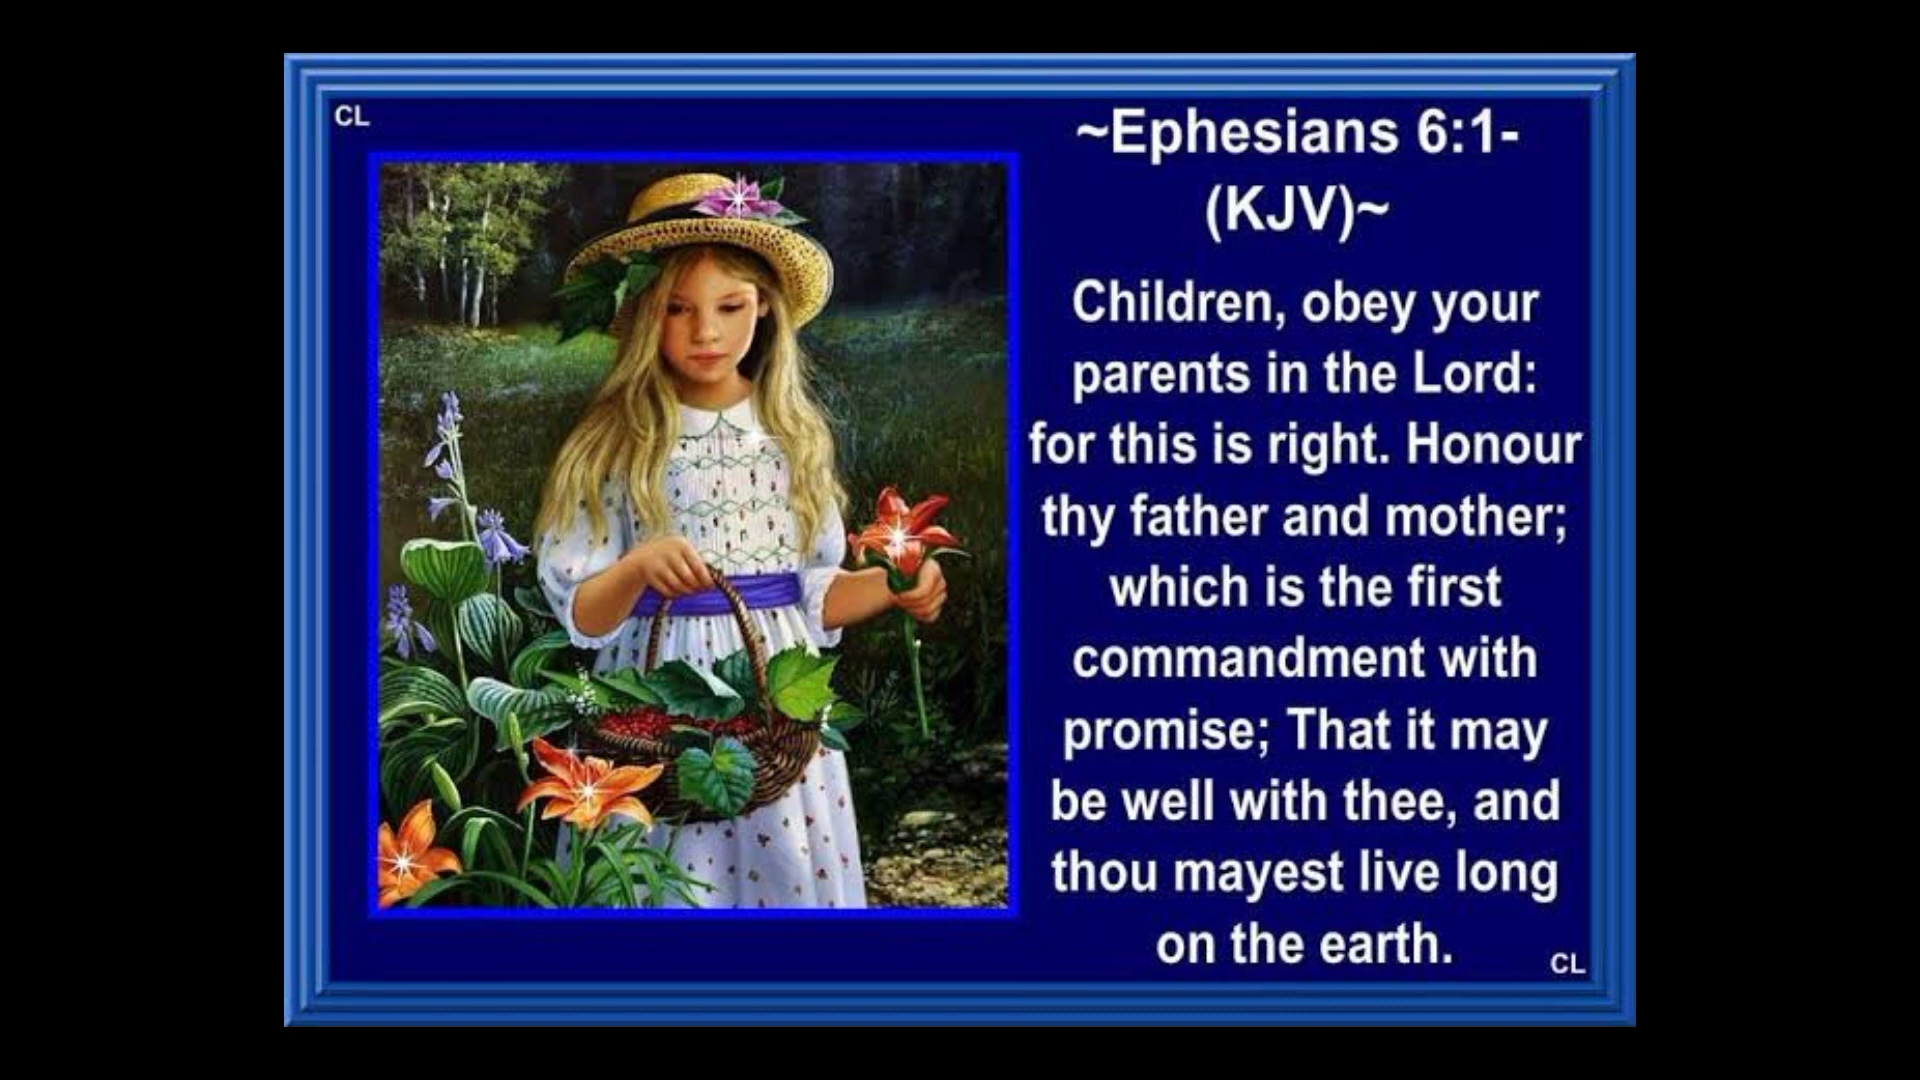 CL
~Ephesians 6:1-
(KJV)~
Children, obey your
parents in the Lord:
for this is right. Honour
thy father and mother;
which is the first
commandment with
promise; That it may
be well with thee, and
thou mayest live long
on the earth.
CL